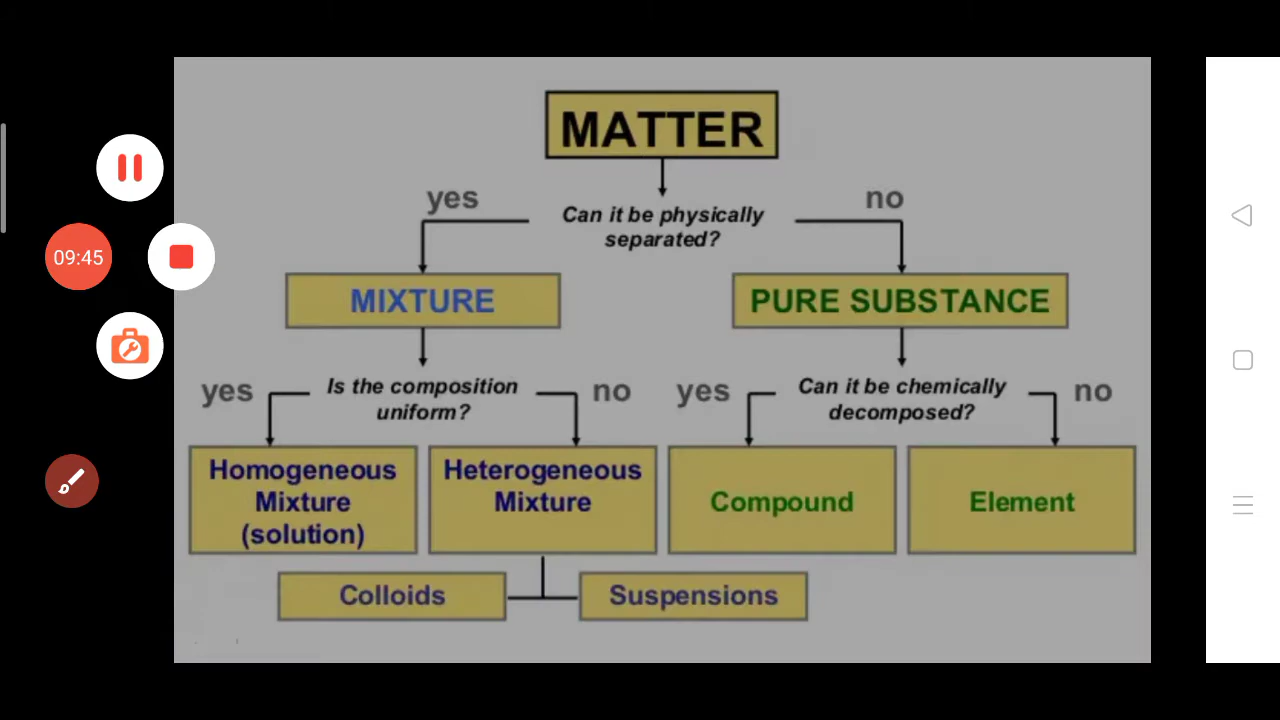 MATTER
yes
no
Can it be physically
separated?
MIXTURE
PURE SUBSTANCE
09:45
yes
Is the composition
uniform?
no
yes
Can it be chemically
decomposed?
no
Homogeneous
Mixture
(solution)
Heterogeneous
Mixture
Compound
Element
Colloids
Suspensions